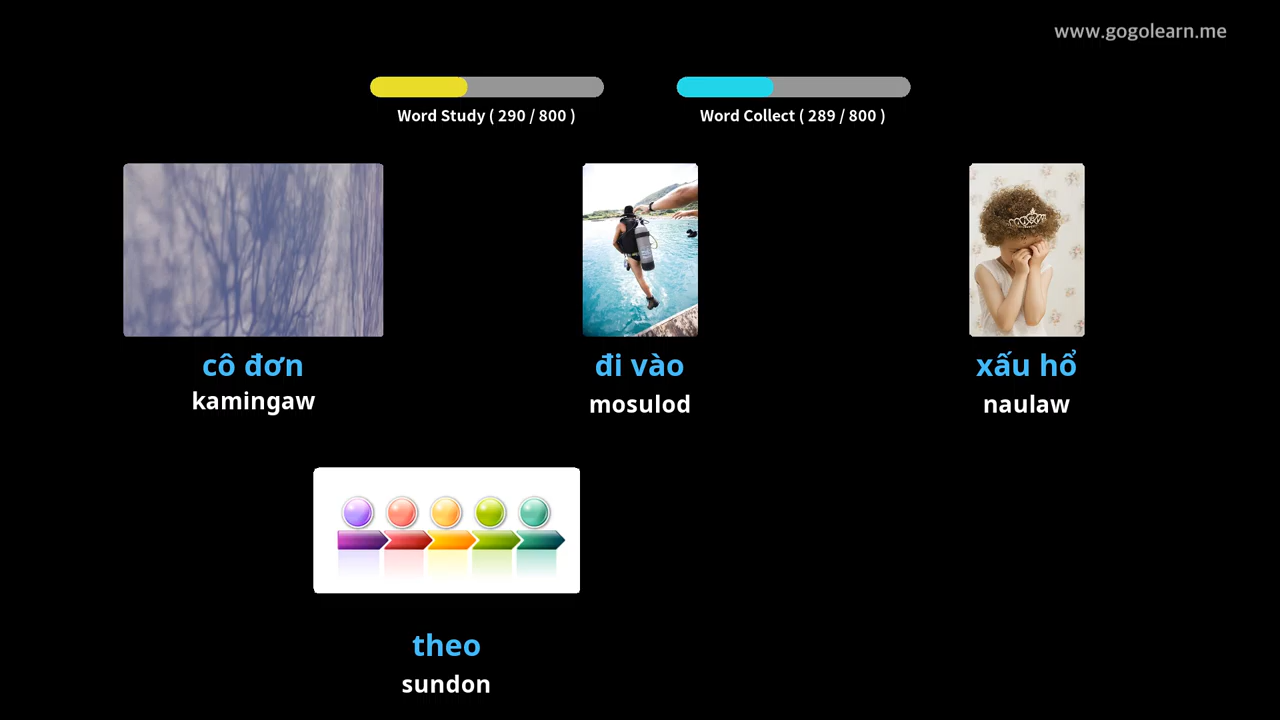 www.gogolearn.me
Word Study ( 290 / 800 )
Word Collect ( 289 / 800 )
cô đơn
kamingaw
đi vào
mosulod
xấu hổ
naulaw
theo
sundon